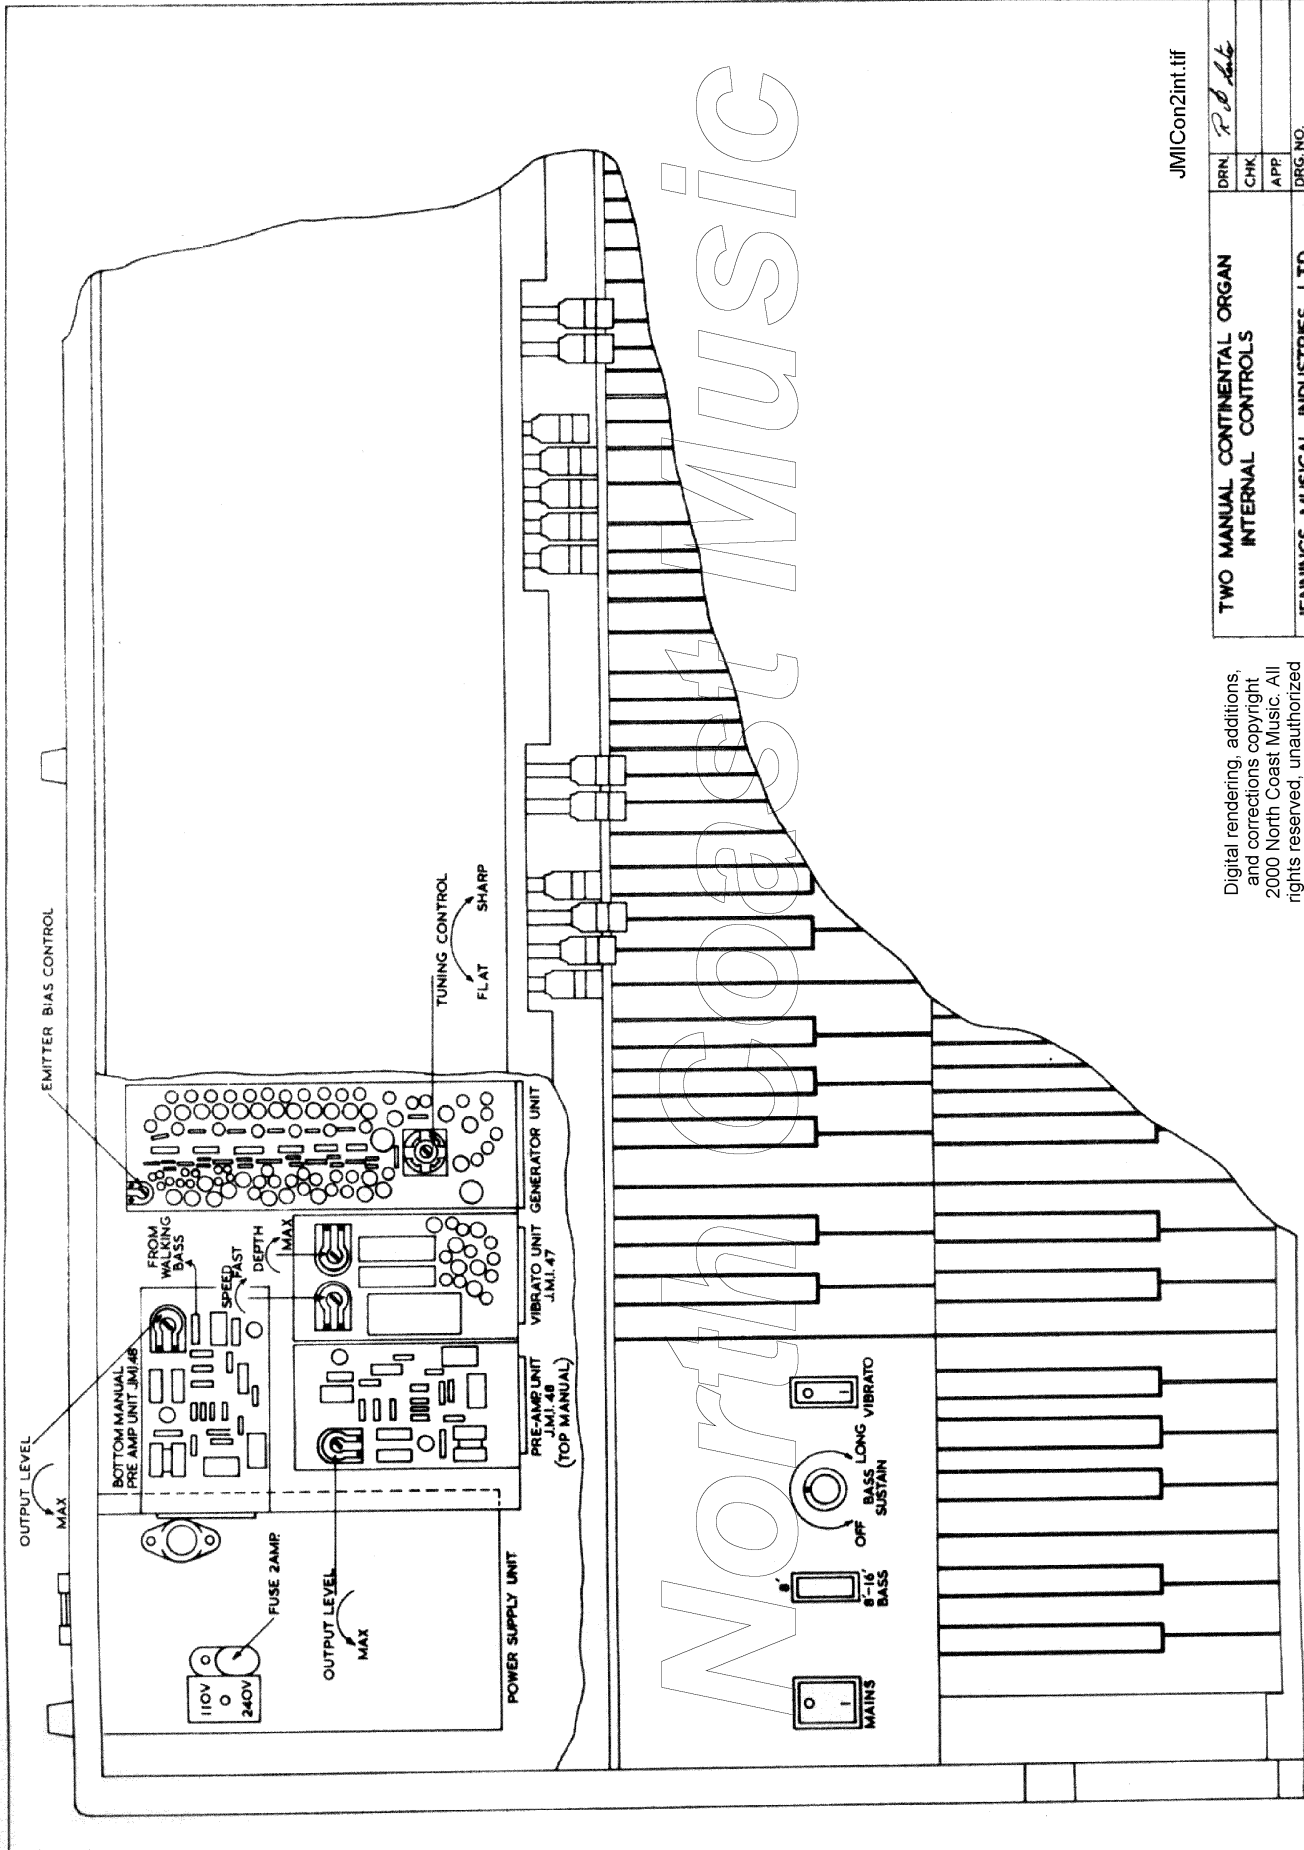 OUTPUT LEVEL
MAX
EMITTER BIAS CONTROL
BOTTOM MANUAL
PRE AMP UNIT J.M.I.48
FROM
WALKING
BASS
SPEED
FAST
DEPTH
MAX
110V
240V
FUSE 2AMP.
OUTPUT LEVEL
MAX
TUNING CONTROL
FLAT
SHARP
POWER SUPPLY UNIT
PRE-AMP. UNIT
J.M.I. 48
(TOP MANUAL)
VIBRATO UNIT
J.M.I. 47
GENERATOR UNIT
North Coast Music
MAINS
8'
8'-16'
BASS
OFF
BASS
SUSTAIN
LONG
VIBRATO
JMICon2int.tif
Digital rendering, additions,
and corrections copyright
2000 North Coast Music. All
rights reserved, unauthorized
TWO MANUAL CONTINENTAL ORGAN
INTERNAL CONTROLS
JENNINGS MUSICAL INDUSTRIES LTD
DRN.
CHK.
APP.
DRG. NO.